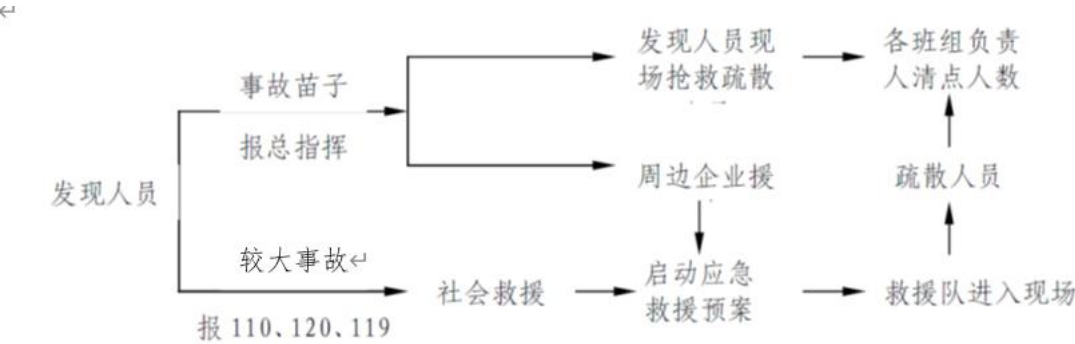 发现人员现
场抢救疏散
各班组负责
人清点人数
事故苗子
报总指挥
周边企业援
疏散人员
发现人员
较大事故
社会救援
启动应急
救援预案
救援队进入现场
报 110、120、119